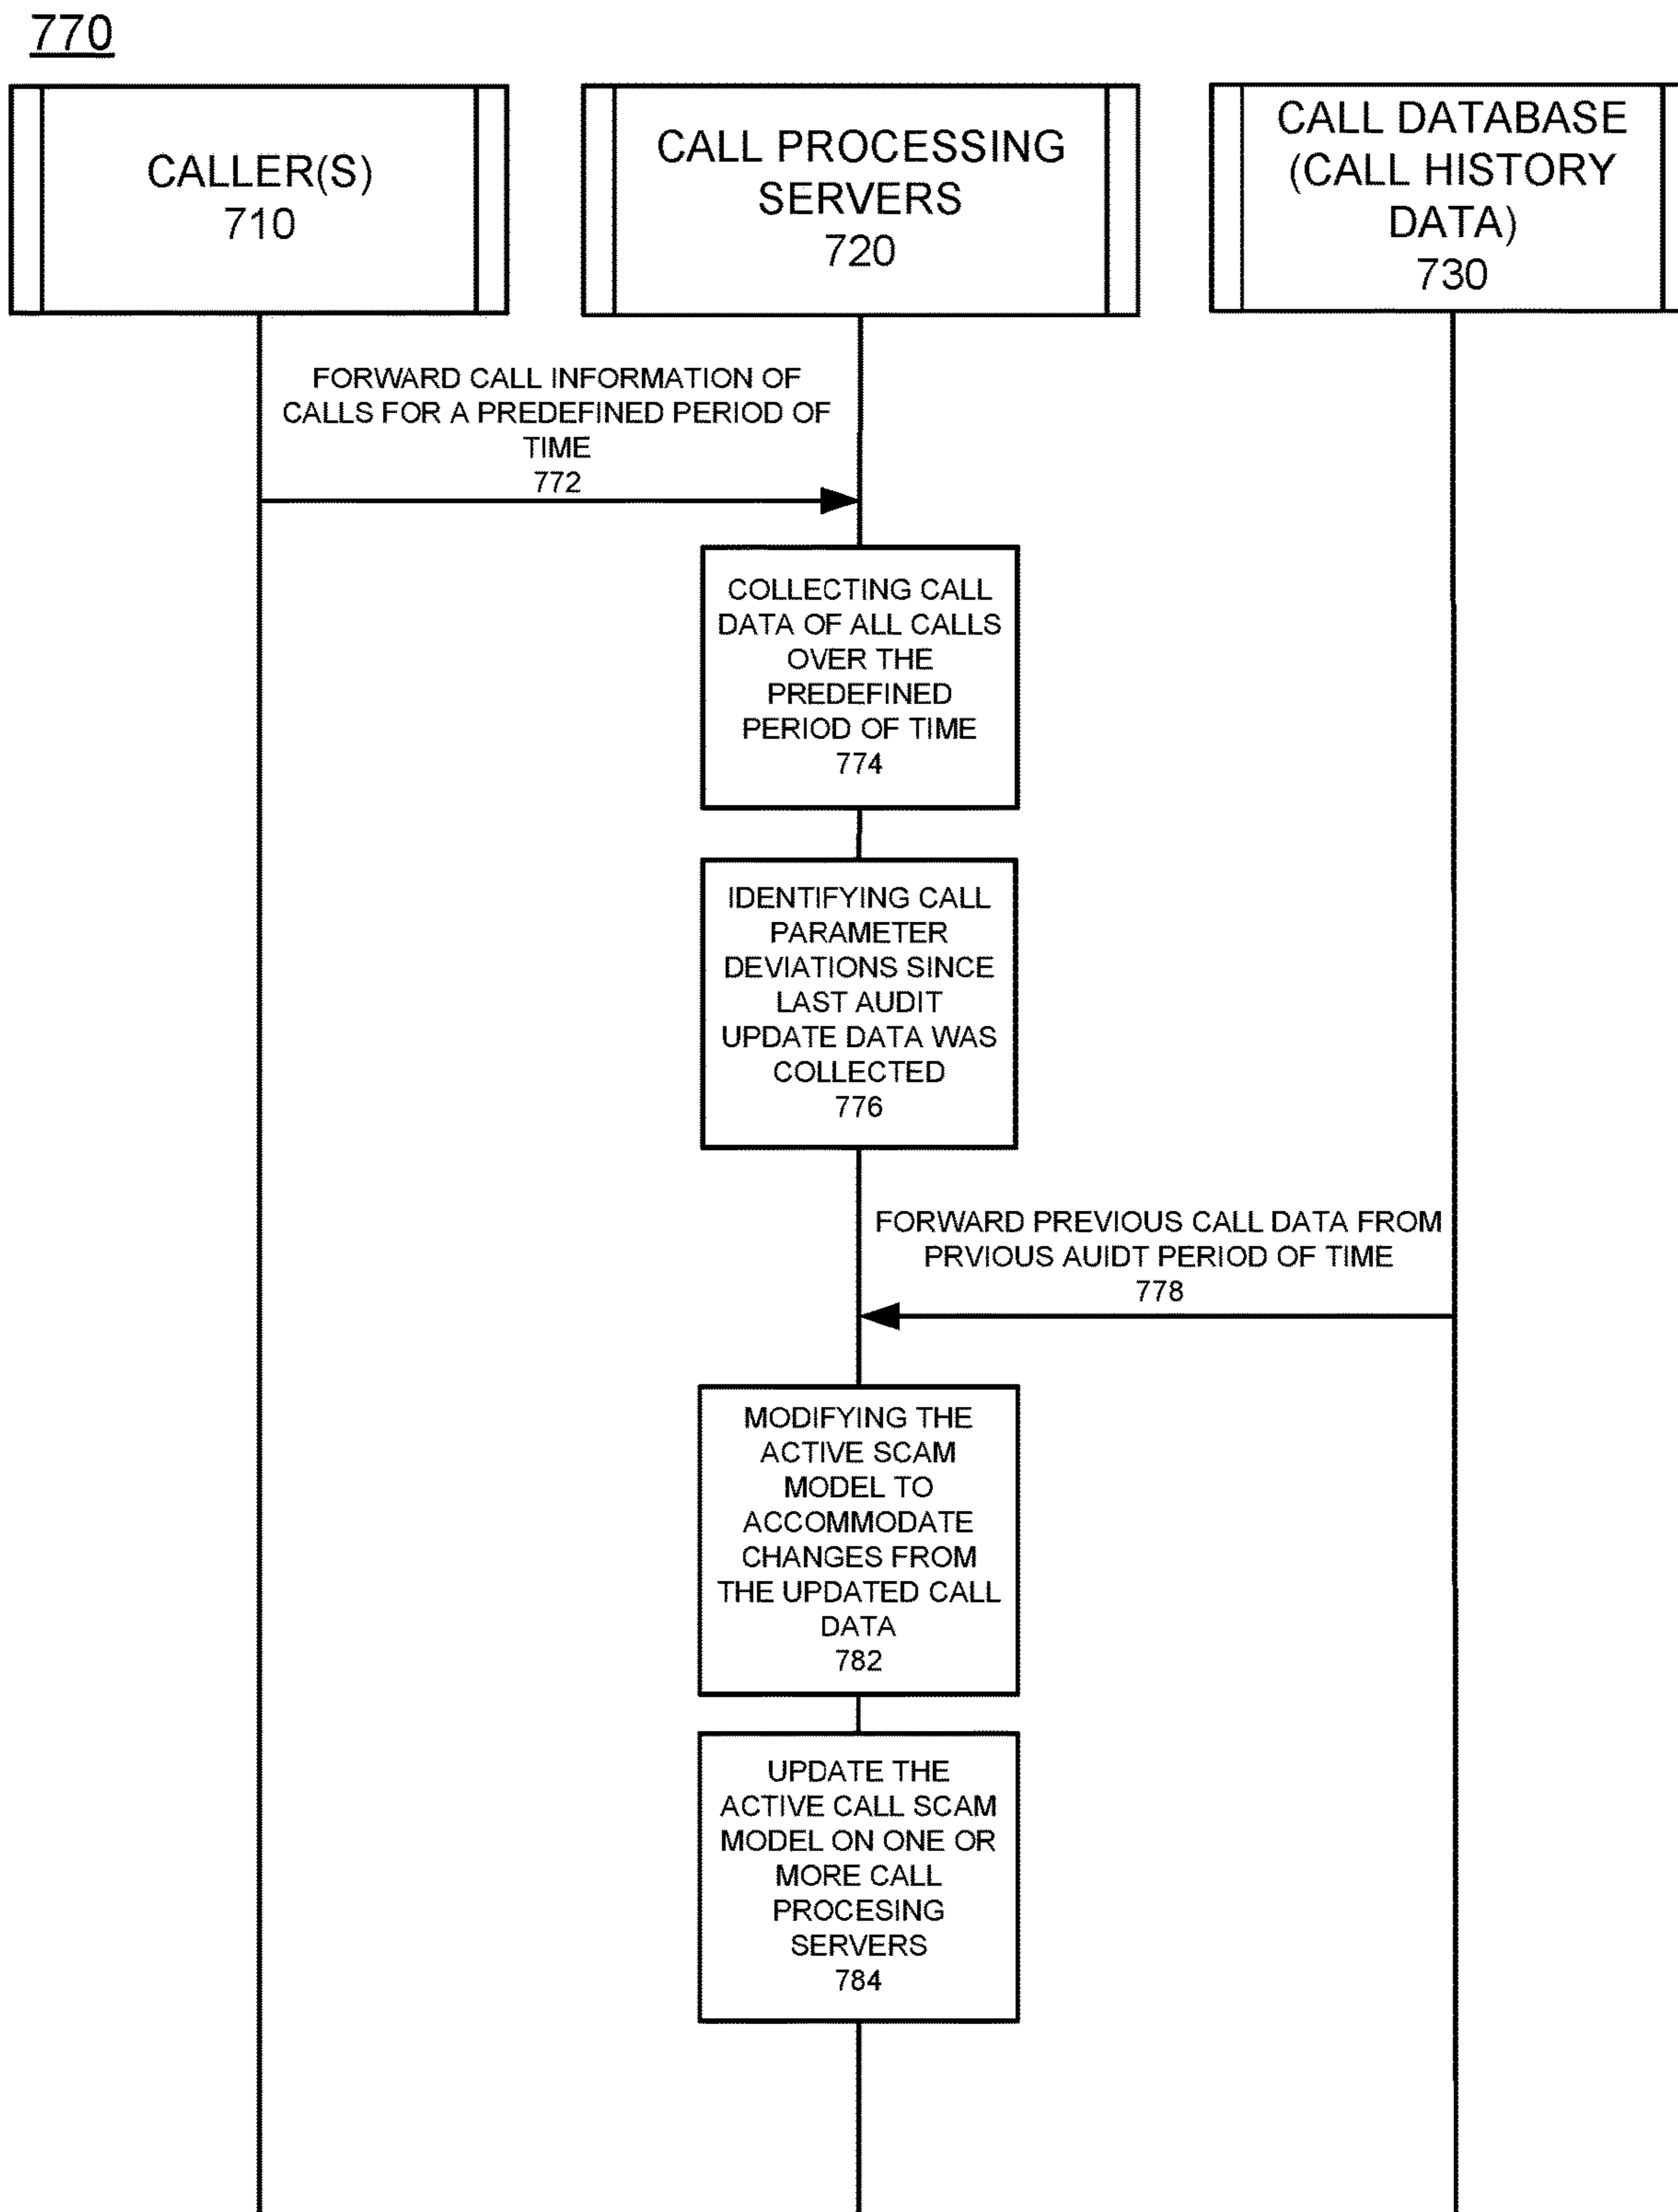 770
CALLER(S)
710
CALL PROCESSING
SERVERS
720
CALL DATABASE
(CALL HISTORY
DATA)
730
FORWARD CALL INFORMATION OF
CALLS FOR A PREDEFINED PERIOD OF
TIME
772
COLLECTING CALL
DATA OF ALL CALLS
OVER THE
PREDEFINED
PERIOD OF TIME
774
IDENTIFYING CALL
PARAMETER
DEVIATIONS SINCE
LAST AUDIT
UPDATE DATA WAS
COLLECTED
776
FORWARD PREVIOUS CALL DATA FROM
PRVIOUS AUIDT PERIOD OF TIME
778
MODIFYING THE
ACTIVE SCAM
MODEL TO
ACCOMMODATE
CHANGES FROM
THE UPDATED CALL
DATA
782
UPDATE THE
ACTIVE CALL SCAM
MODEL ON ONE OR
MORE CALL
PROCESING
SERVERS
784